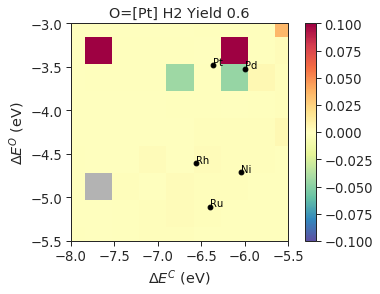 O=[Pt] H2 Yield 0.6
−3.0
−3.5
−4.0
−4.5
−5.0
−5.5
ΔE^O (eV)
Pt
Pd
Rh
Ni
Ru
−8.0 −7.5 −7.0 −6.5 −6.0 −5.5
ΔE^C (eV)
0.100
0.075
0.050
0.025
0.000
−0.025
−0.050
−0.075
−0.100